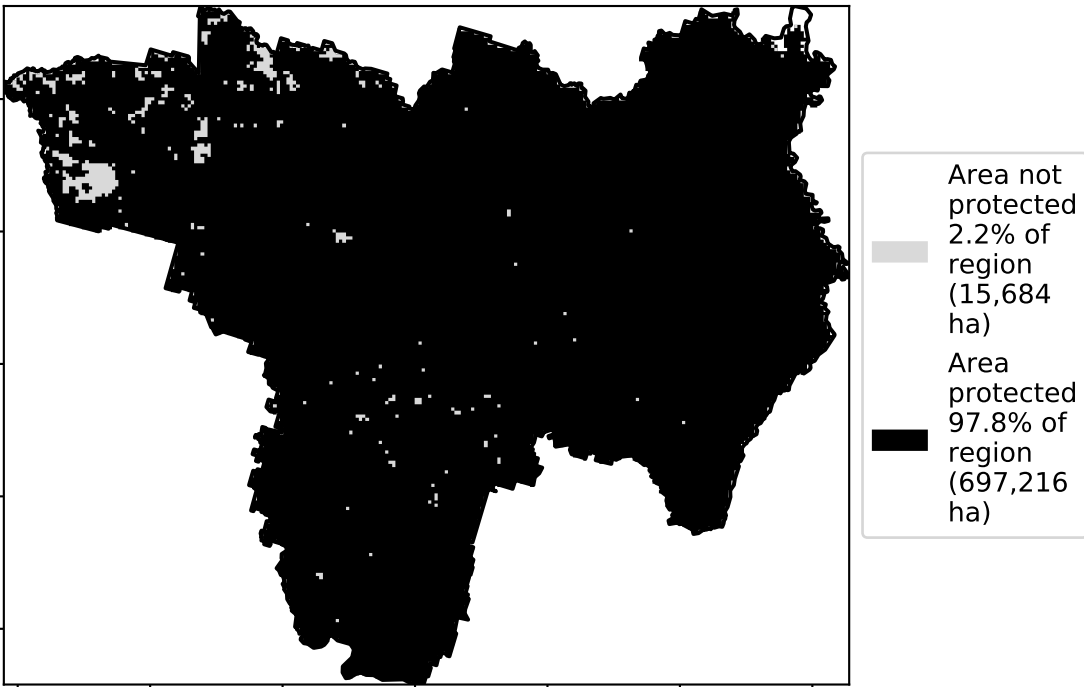 Area not
protected
2.2% of
region
(15,684
ha)
Area
protected
97.8% of
region
(697,216
ha)